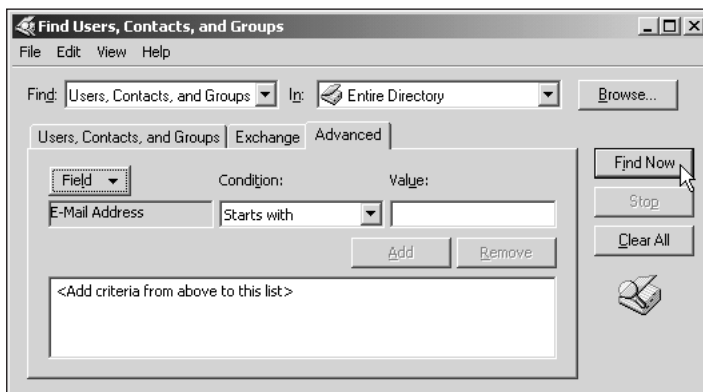 Find Users, Contacts, and Groups
File Edit View Help
Find: Users, Contacts, and Groups In: Entire Directory Browse...
Users, Contacts, and Groups Exchange Advanced
Find Now
Field Condition: Value:
Stop
E-Mail Address Starts with
Clear All
Add Remove
<Add criteria from above to this list>